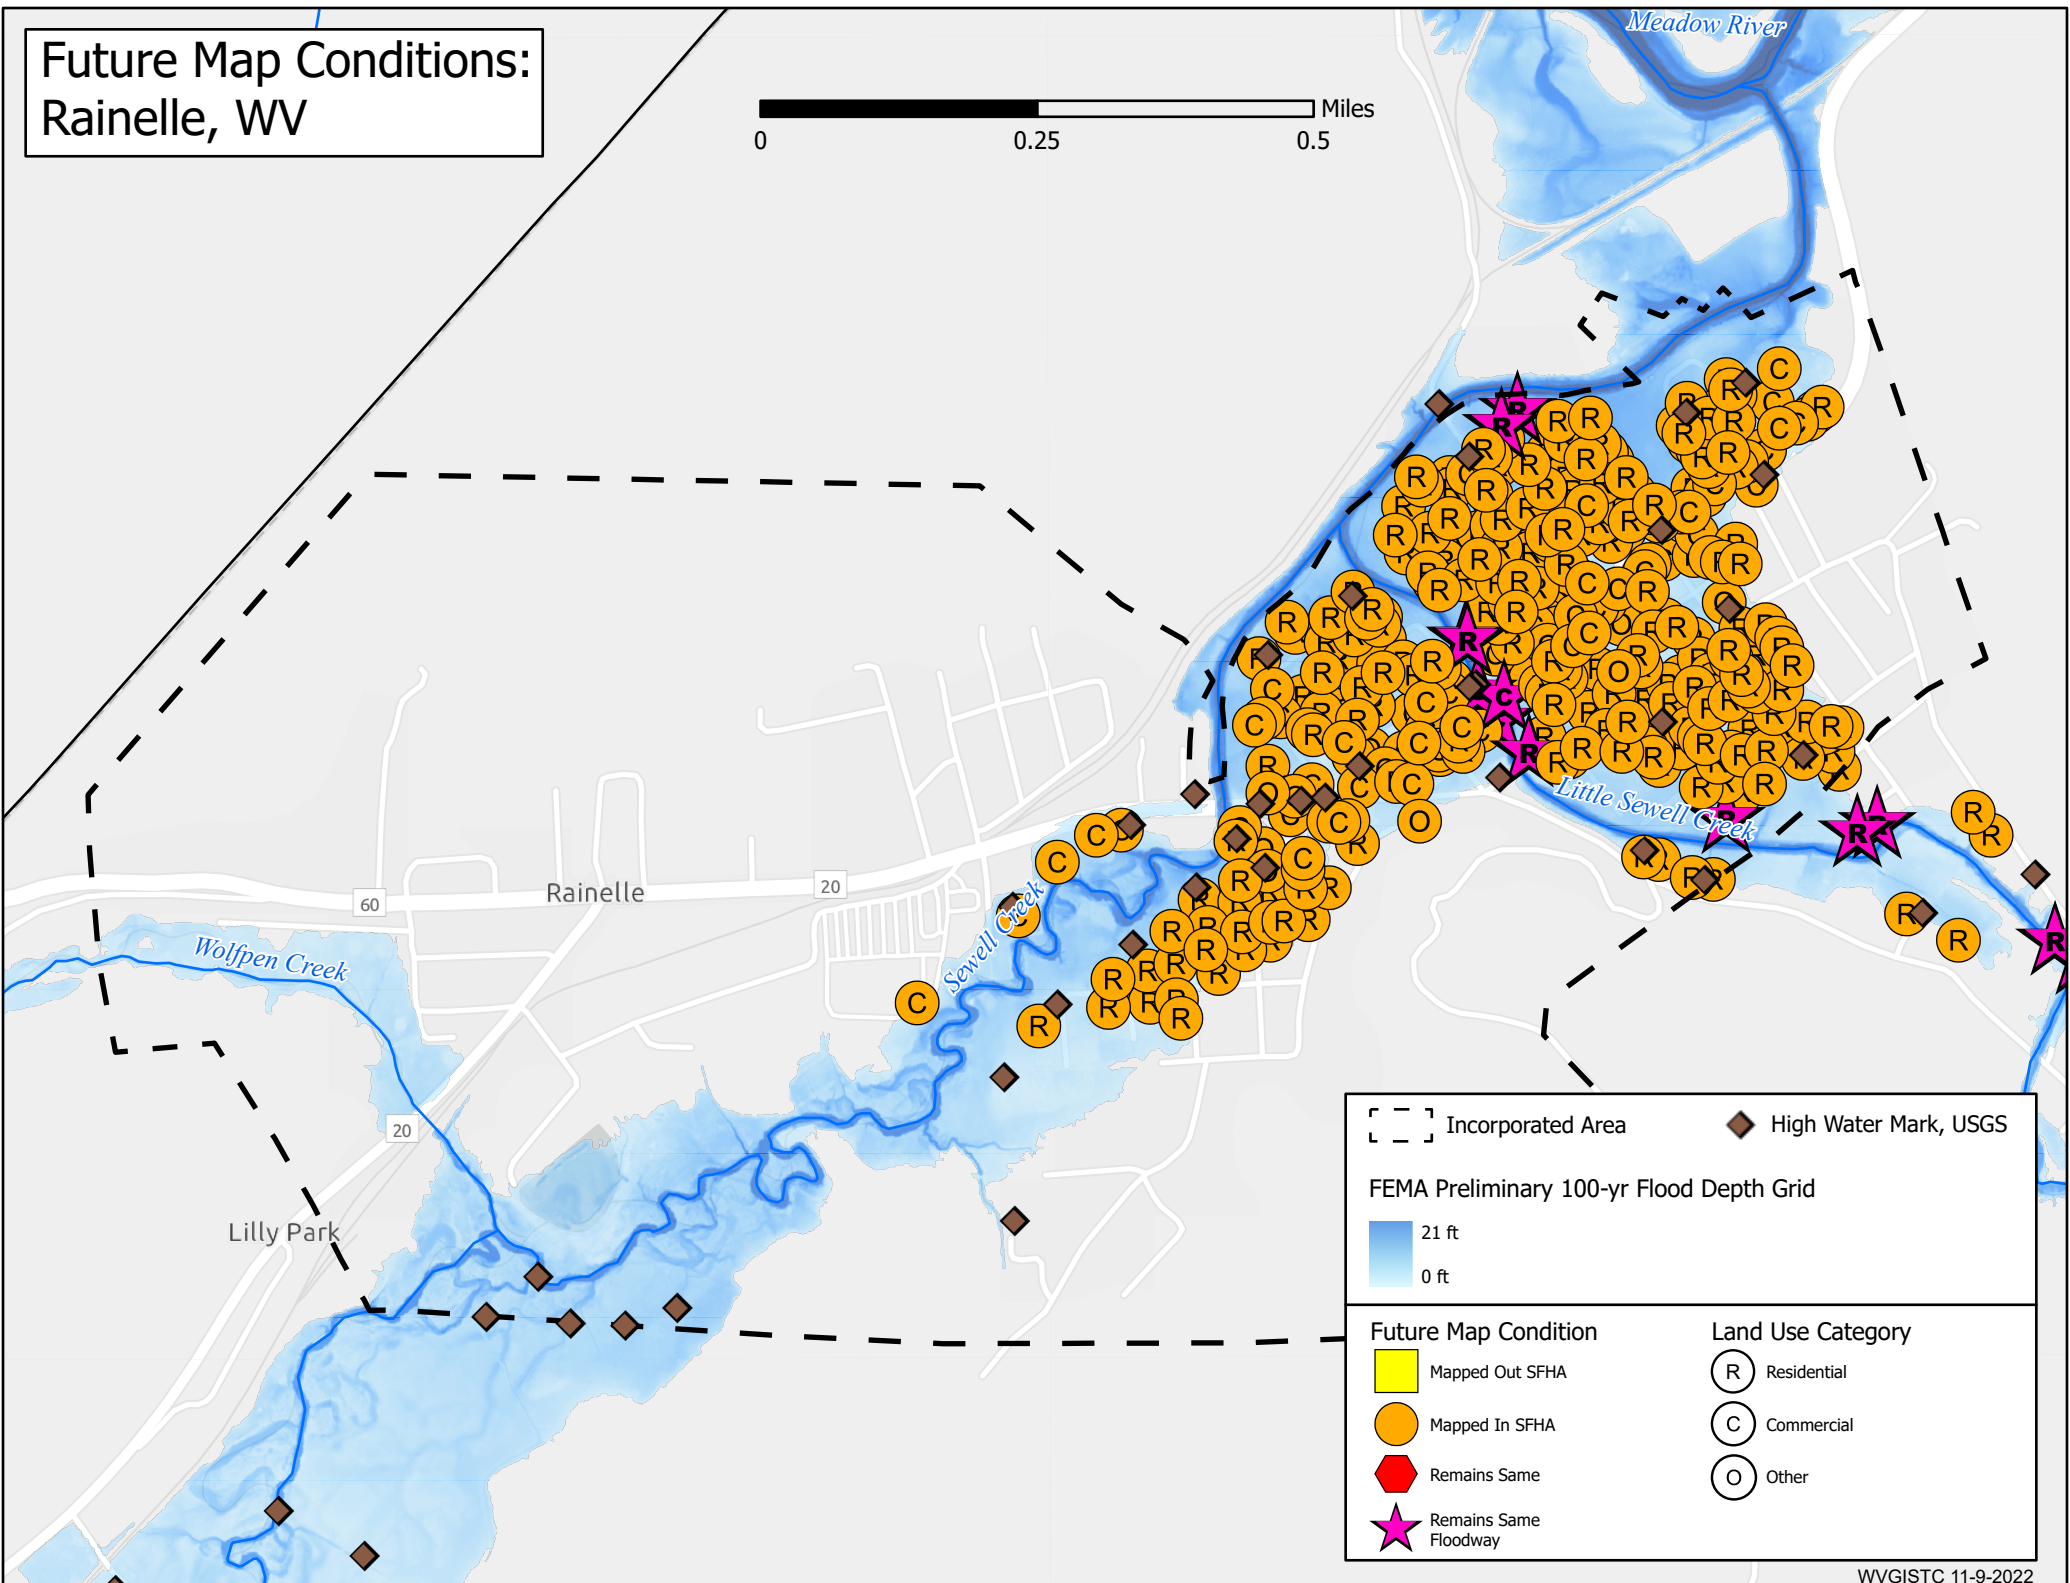 Future Map Conditions:
Rainelle, WV
Miles
0 0.25 0.5
Meadow River
Little Sewell Creek
Rainelle
60
20
Sewell Creek
Wolfpen Creek
20
Lilly Park
Incorporated Area
High Water Mark, USGS
FEMA Preliminary 100-yr Flood Depth Grid
21 ft
0 ft
Future Map Condition
Mapped Out SFHA
Mapped In SFHA
Remains Same
Remains Same
Floodway
Land Use Category
R Residential
C Commercial
O Other
WVGISTC 11-9-2022